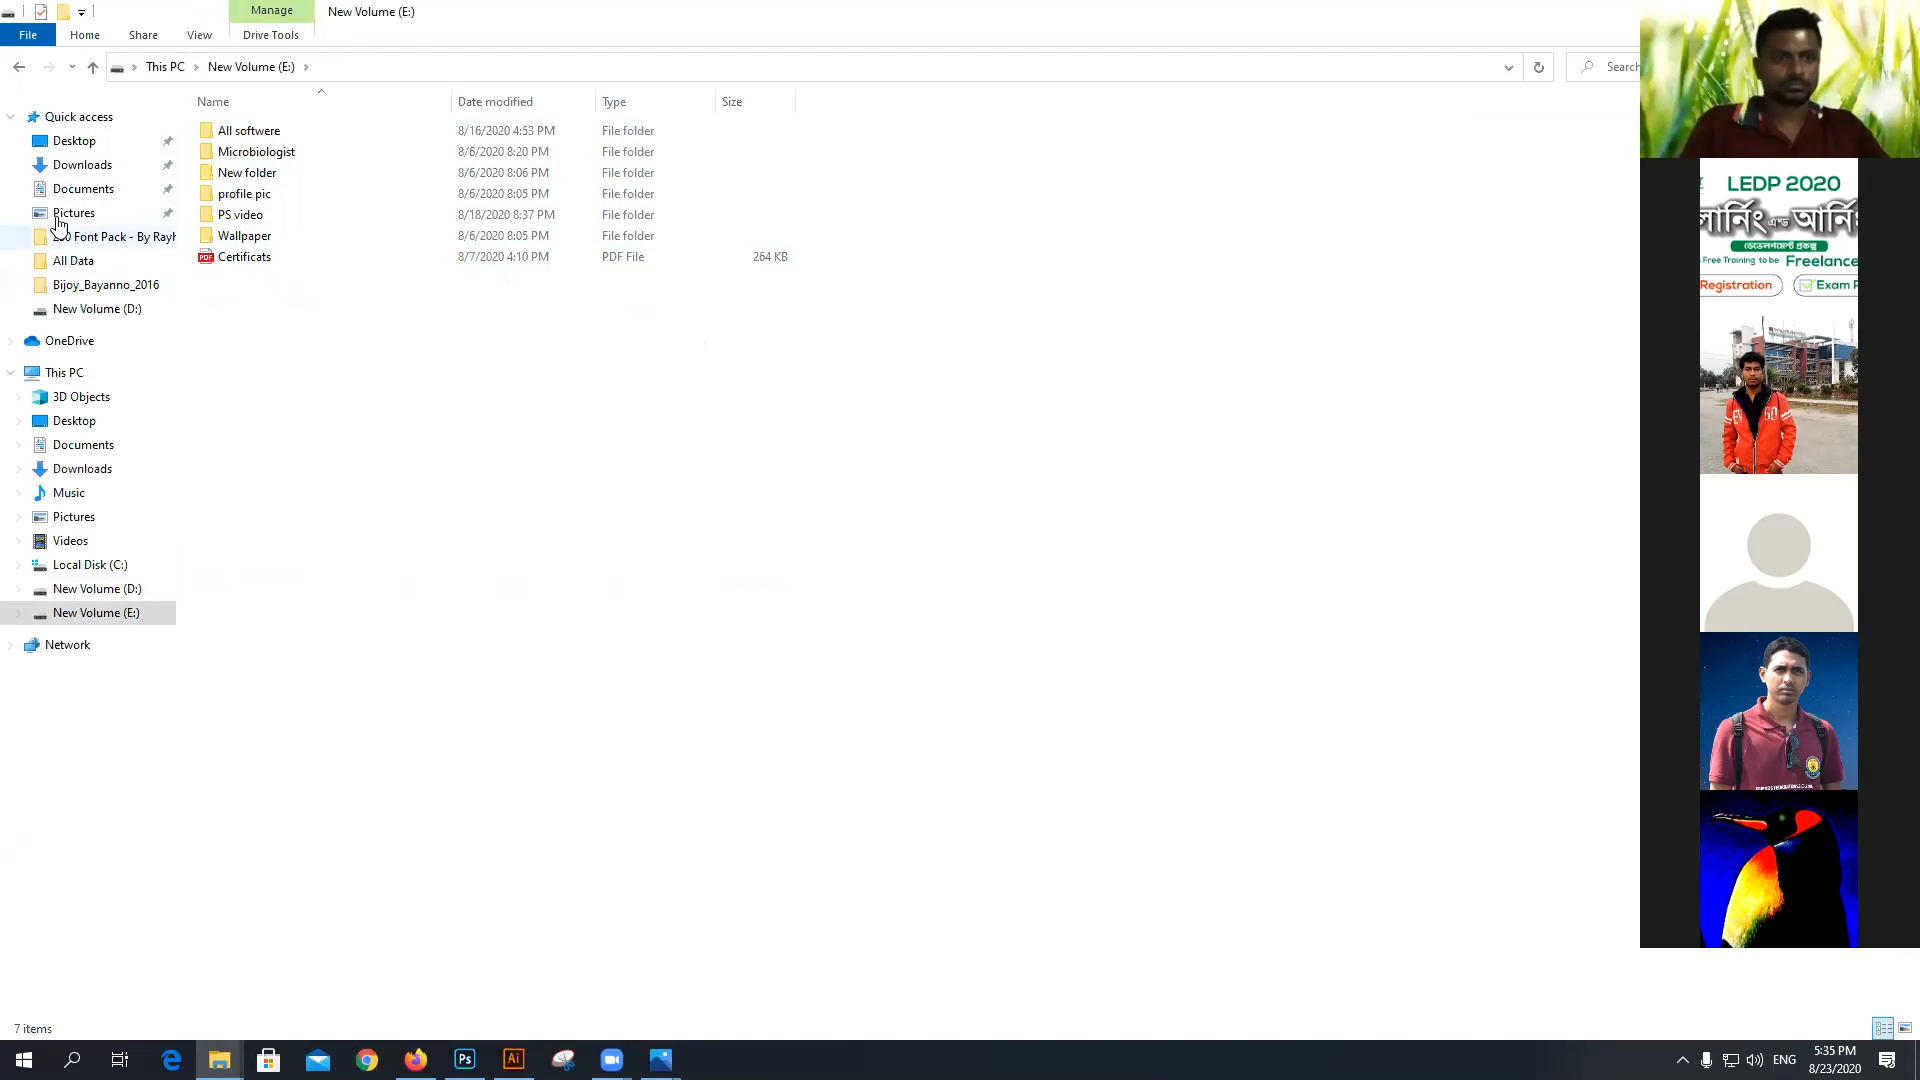 Manage
New Volume (E:)
File
Home
Share
View
Drive Tools
This PC
New Volume (E:)
Search
Name
Date modified
Type
Size
Quick access
Desktop
Downloads
Documents
Pictures
Font Pack - By Rayh
All Data
Bijoy_Bayanno_2016
New Volume (D:)
OneDrive
This PC
3D Objects
Desktop
Documents
Downloads
Music
Pictures
Videos
Local Disk (C:)
New Volume (D:)
New Volume (E:)
Network
All softwere 8/16/2020 4:53 PM File folder
Microbiologist 8/6/2020 8:20 PM File folder
New folder 8/6/2020 8:06 PM File folder
profile pic 8/6/2020 8:05 PM File folder
PS video 8/18/2020 8:37 PM File folder
Wallpaper 8/6/2020 8:05 PM File folder
PDF Certificats 8/7/2020 4:10 PM PDF File 264 KB
LEDP 2020
লার্নিং এন্ড আর্নিং
ডেভেলপমেন্ট প্রকল্প
Free Training to be Freelance
Registration
Exam
7 items
Ps
Ai
ENG
5:35 PM
8/23/2020